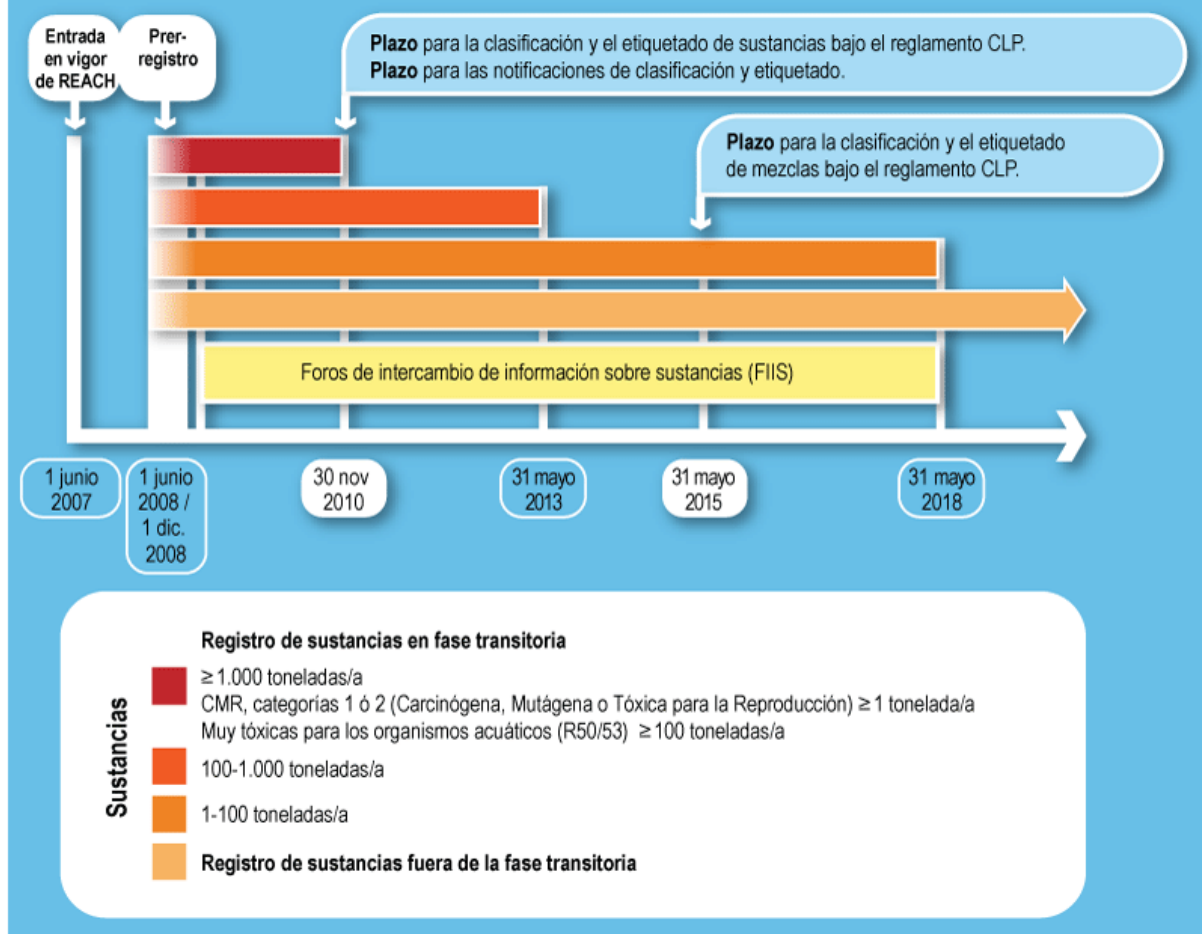 Entrada
en vigor
de REACH
Prer-
registro
Plazo para la clasificación y el etiquetado de sustancias bajo el reglamento CLP.
Plazo para las notificaciones de clasificación y etiquetado.
Plazo para la clasificación y el etiquetado
de mezclas bajo el reglamento CLP.
Foros de intercambio de información sobre sustancias (FIIS)
1 junio
2007
1 junio
2008 /
1 dic.
2008
30 nov
2010
31 mayo
2013
31 mayo
2015
31 mayo
2018
Sustancias
Registro de sustancias en fase transitoria
≥ 1.000 toneladas/a
CMR, categorías 1 ó 2 (Carcinógena, Mutágena o Tóxica para la Reproducción) ≥ 1 tonelada/a
Muy tóxicas para los organismos acuáticos (R50/53) ≥ 100 toneladas/a
100-1.000 toneladas/a
1-100 toneladas/a
Registro de sustancias fuera de la fase transitoria